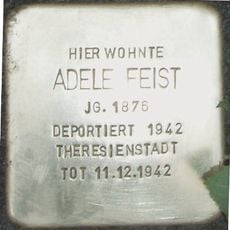 HIER WOHNTE
ADELE FEIST
JG. 1876
DEPORTIERT 1942
THERESIENSTADT
TOT 11.12.1942